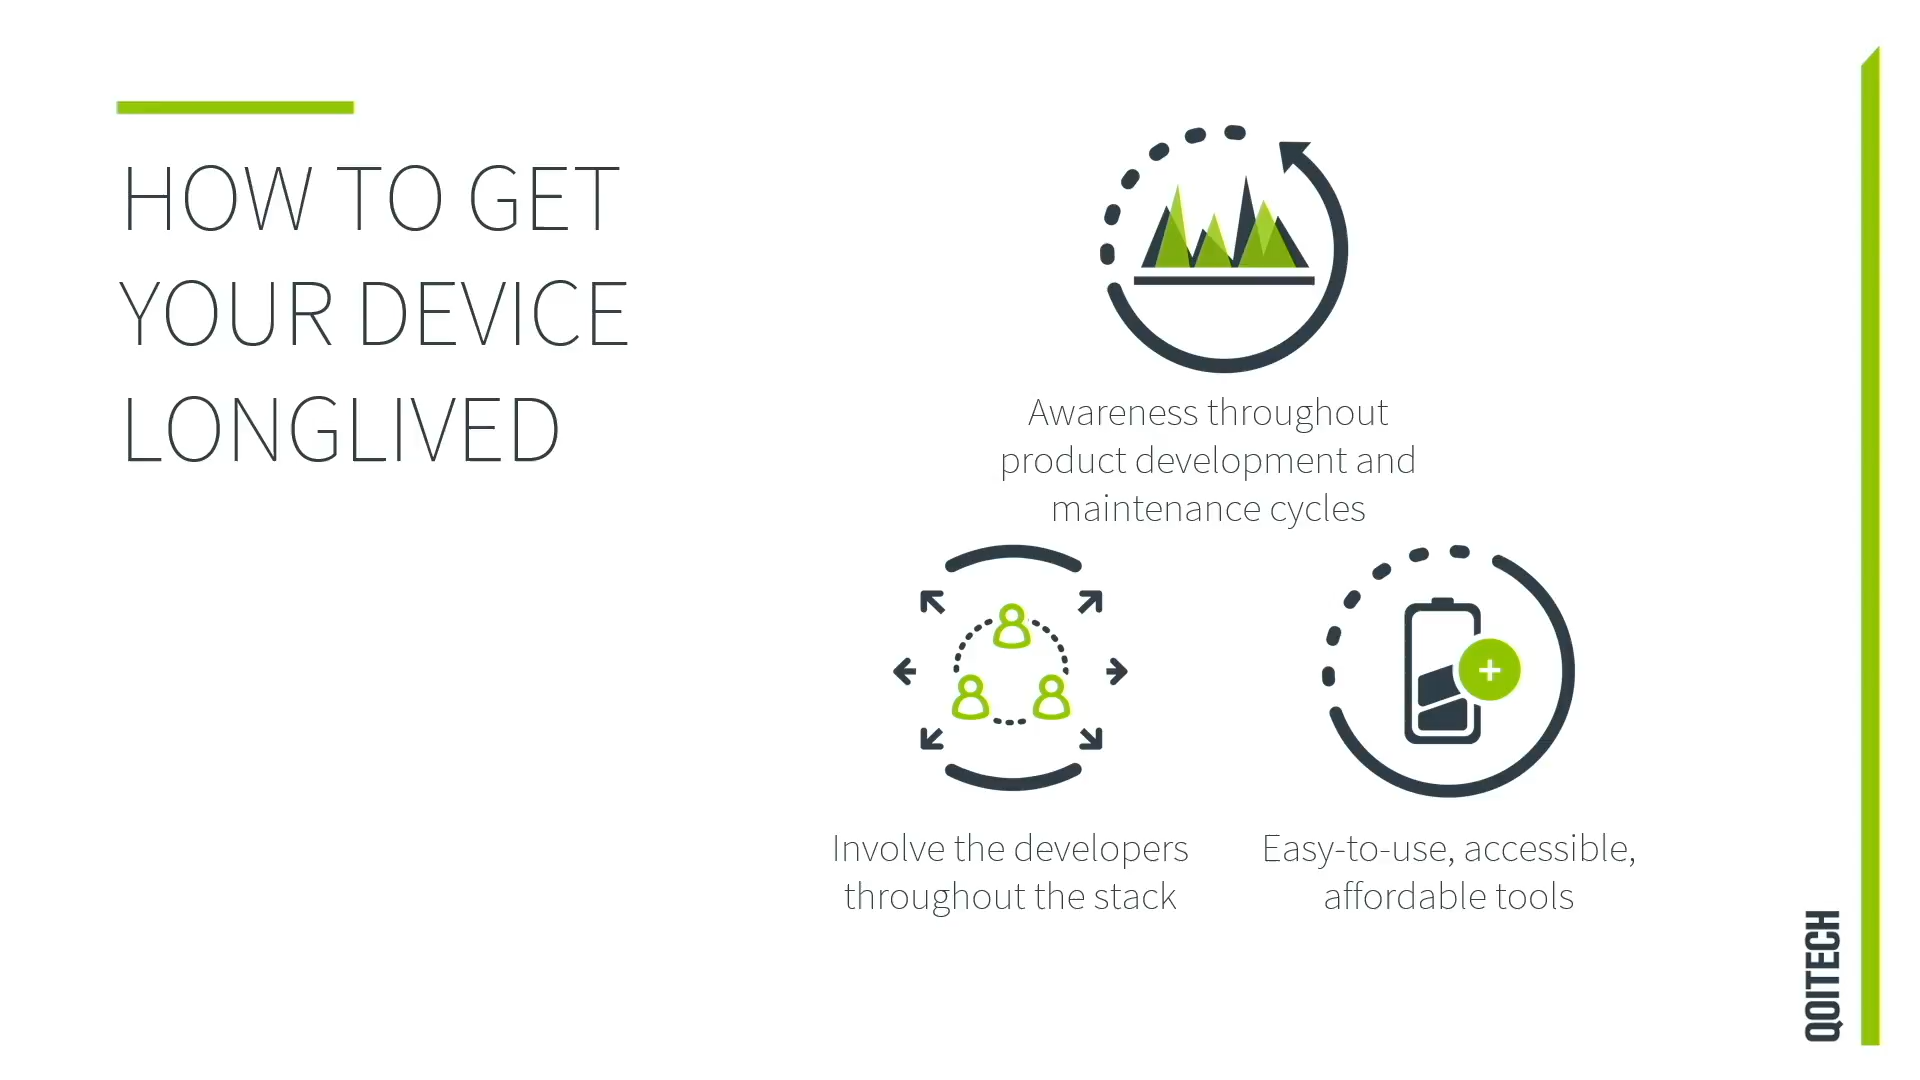 HOW TO GET
YOUR DEVICE
LONGLIVED
Awareness throughout
product development and
maintenance cycles
Involve the developers
throughout the stack
Easy-to-use, accessible,
affordable tools
QOITECH